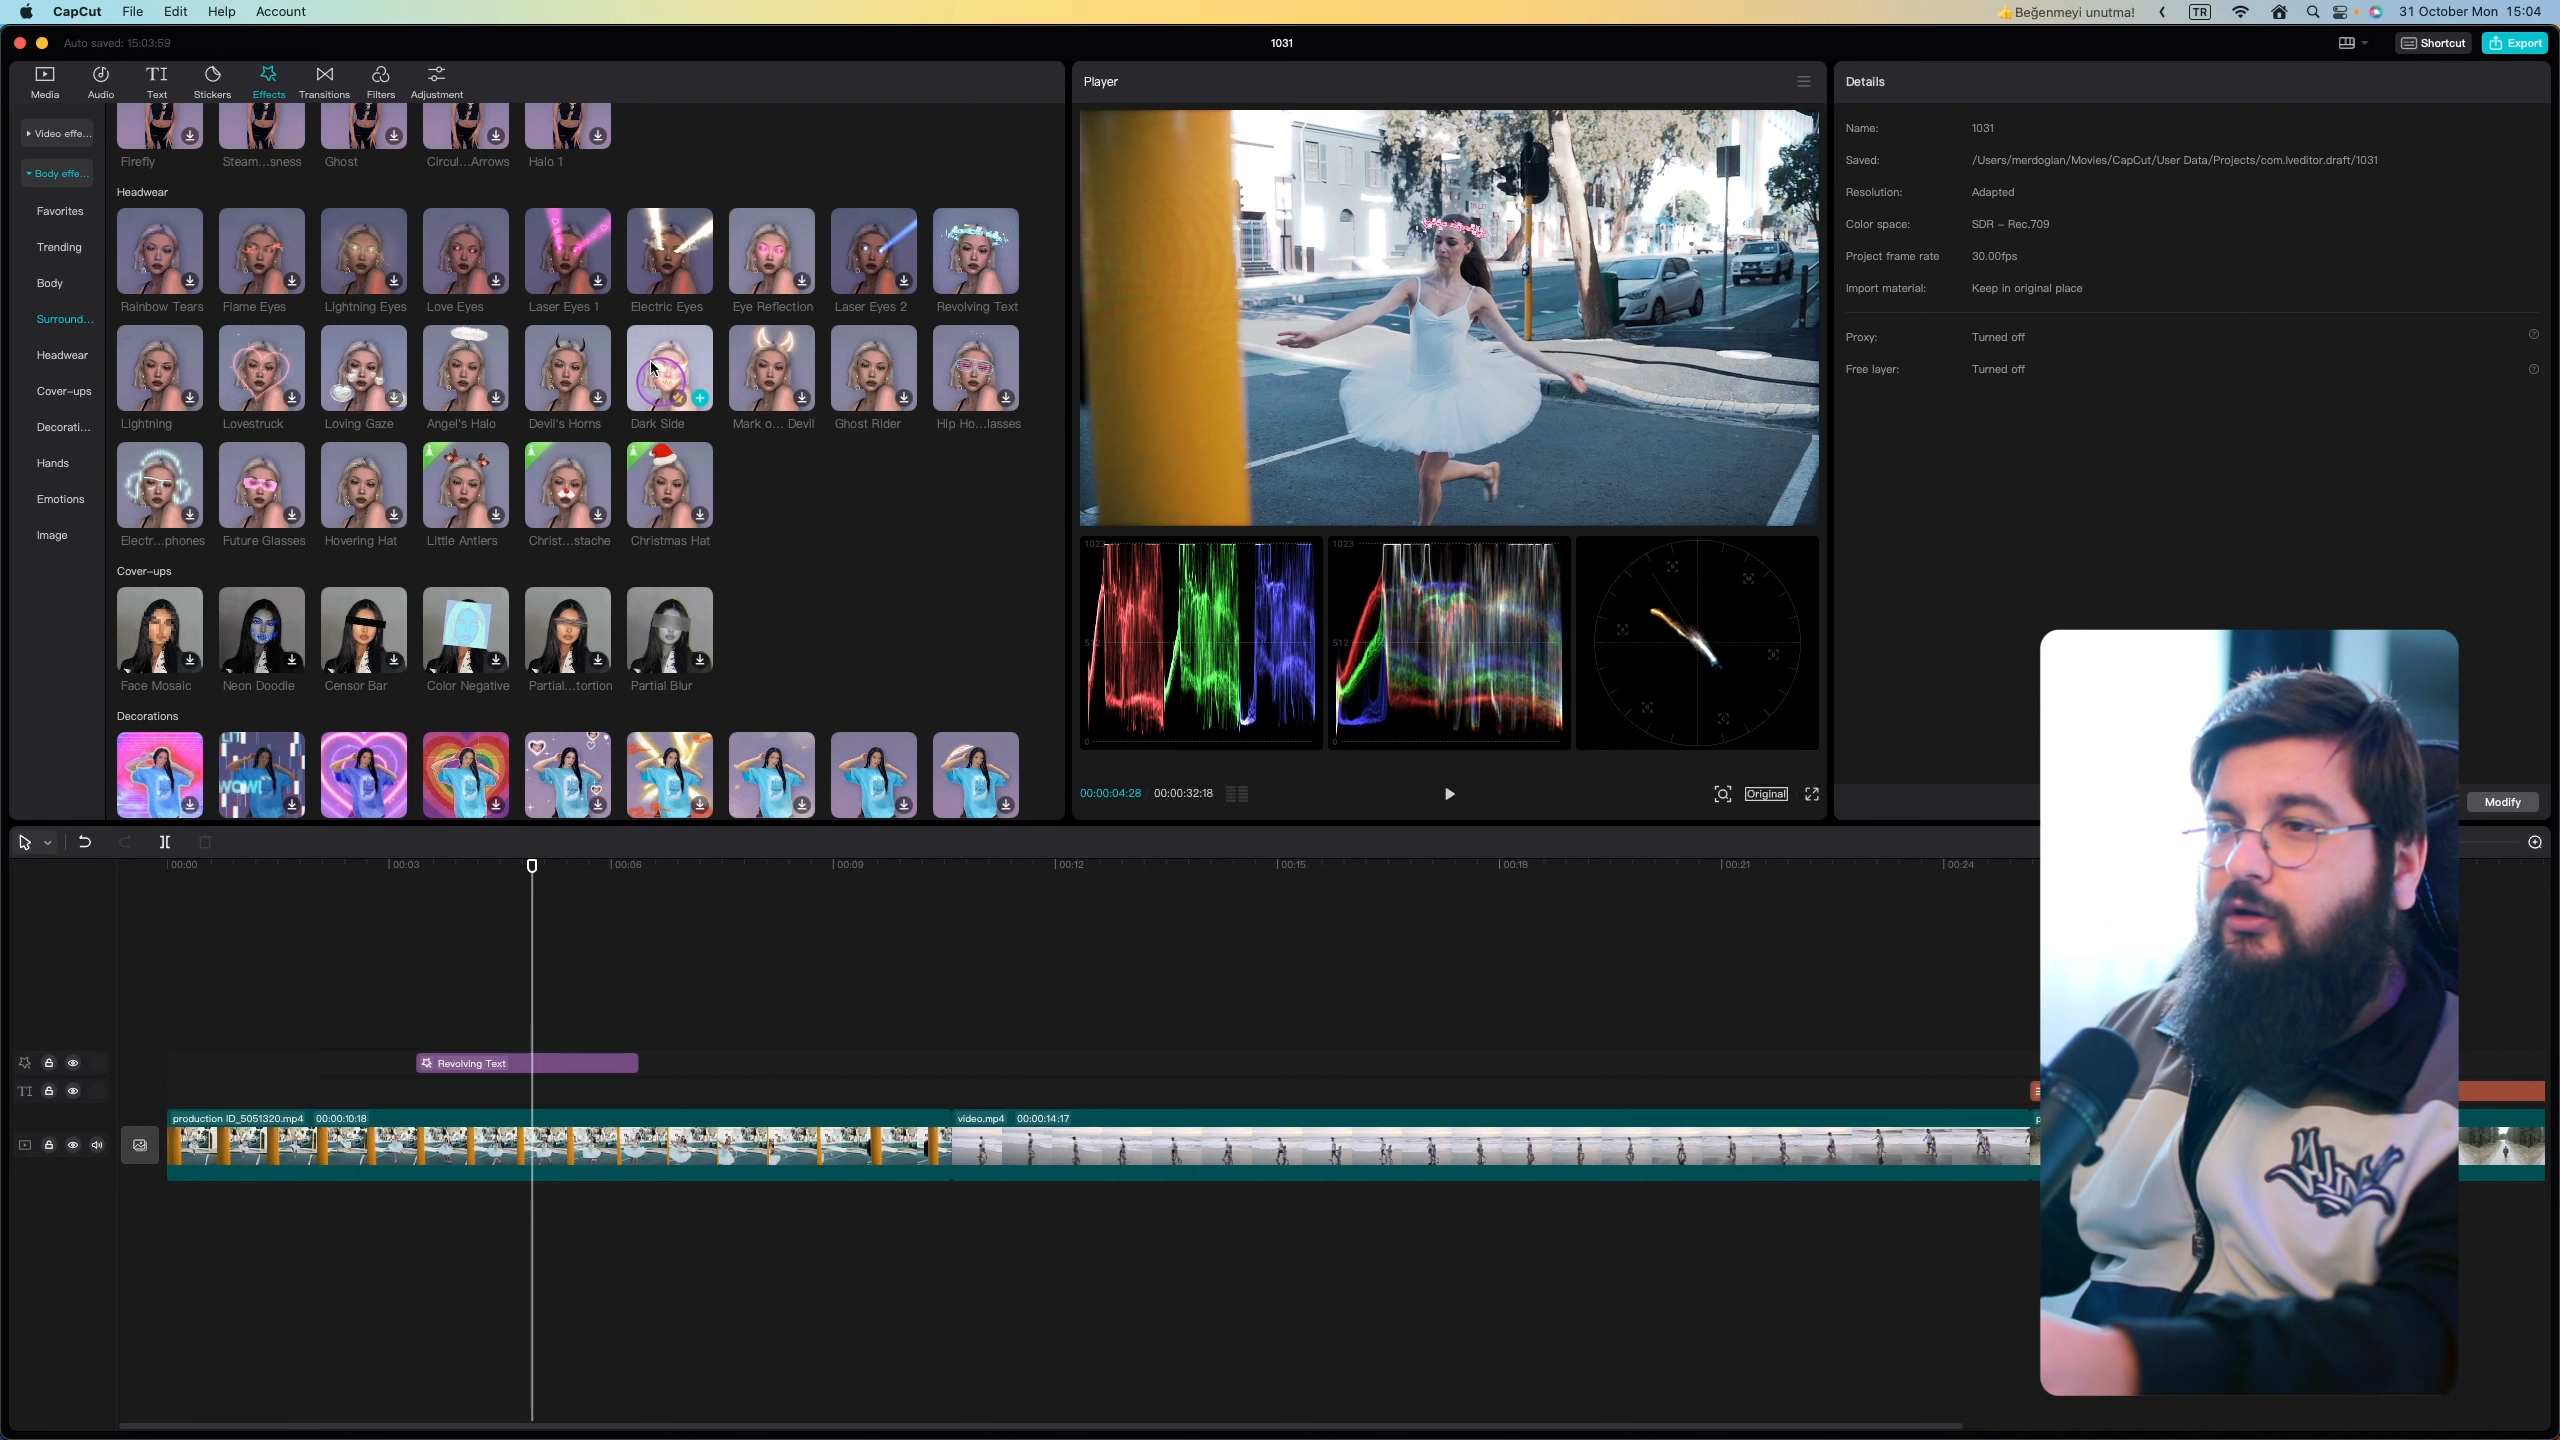 CapCut File Edit Help Account
👍Beğenmeyi unutma! TR 31 October Mon 15:04
Auto saved: 15:03:59
1031
Shortcut Export
Media Audio TI Text Stickers Effects Transitions Filters Adjustment
Video effe...
Body effe...
Favorites
Trending
Body
Surround...
Headwear
Cover-ups
Decorati...
Hands
Emotions
Image
Firefly Steam...sness Ghost Circul...Arrows Halo 1
Headwear
Rainbow Tears Flame Eyes Lightning Eyes Love Eyes Laser Eyes 1 Electric Eyes Eye Reflection Laser Eyes 2 Revolving Text
Lightning Lovestruck Loving Gaze Angel's Halo Devil's Horns Dark Side Mark o... Devil Ghost Rider Hip Ho...lasses
Electr...phones Future Glasses Hovering Hat Little Antlers Christ...stache Christmas Hat
Cover-ups
Face Mosaic Neon Doodle Censor Bar Color Negative Partial...tortion Partial Blur
Decorations
WOW!
Player
1023 1023
512 512
0 0
00:00:04:28 00:00:32:18
Original
Details
Name: 1031
Saved: /Users/merdoglan/Movies/CapCut/User Data/Projects/com.lveditor.draft/1031
Resolution: Adapted
Color space: SDR - Rec.709
Project frame rate 30.00fps
Import material: Keep in original place
Proxy: Turned off
Free layer: Turned off
Modify
00:00 00:03 00:06 00:09 00:12 00:15 00:18 00:21 00:24
Revolving Text
TI
production ID_5051320.mp4 00:00:10:18 video.mp4 00:00:14:17